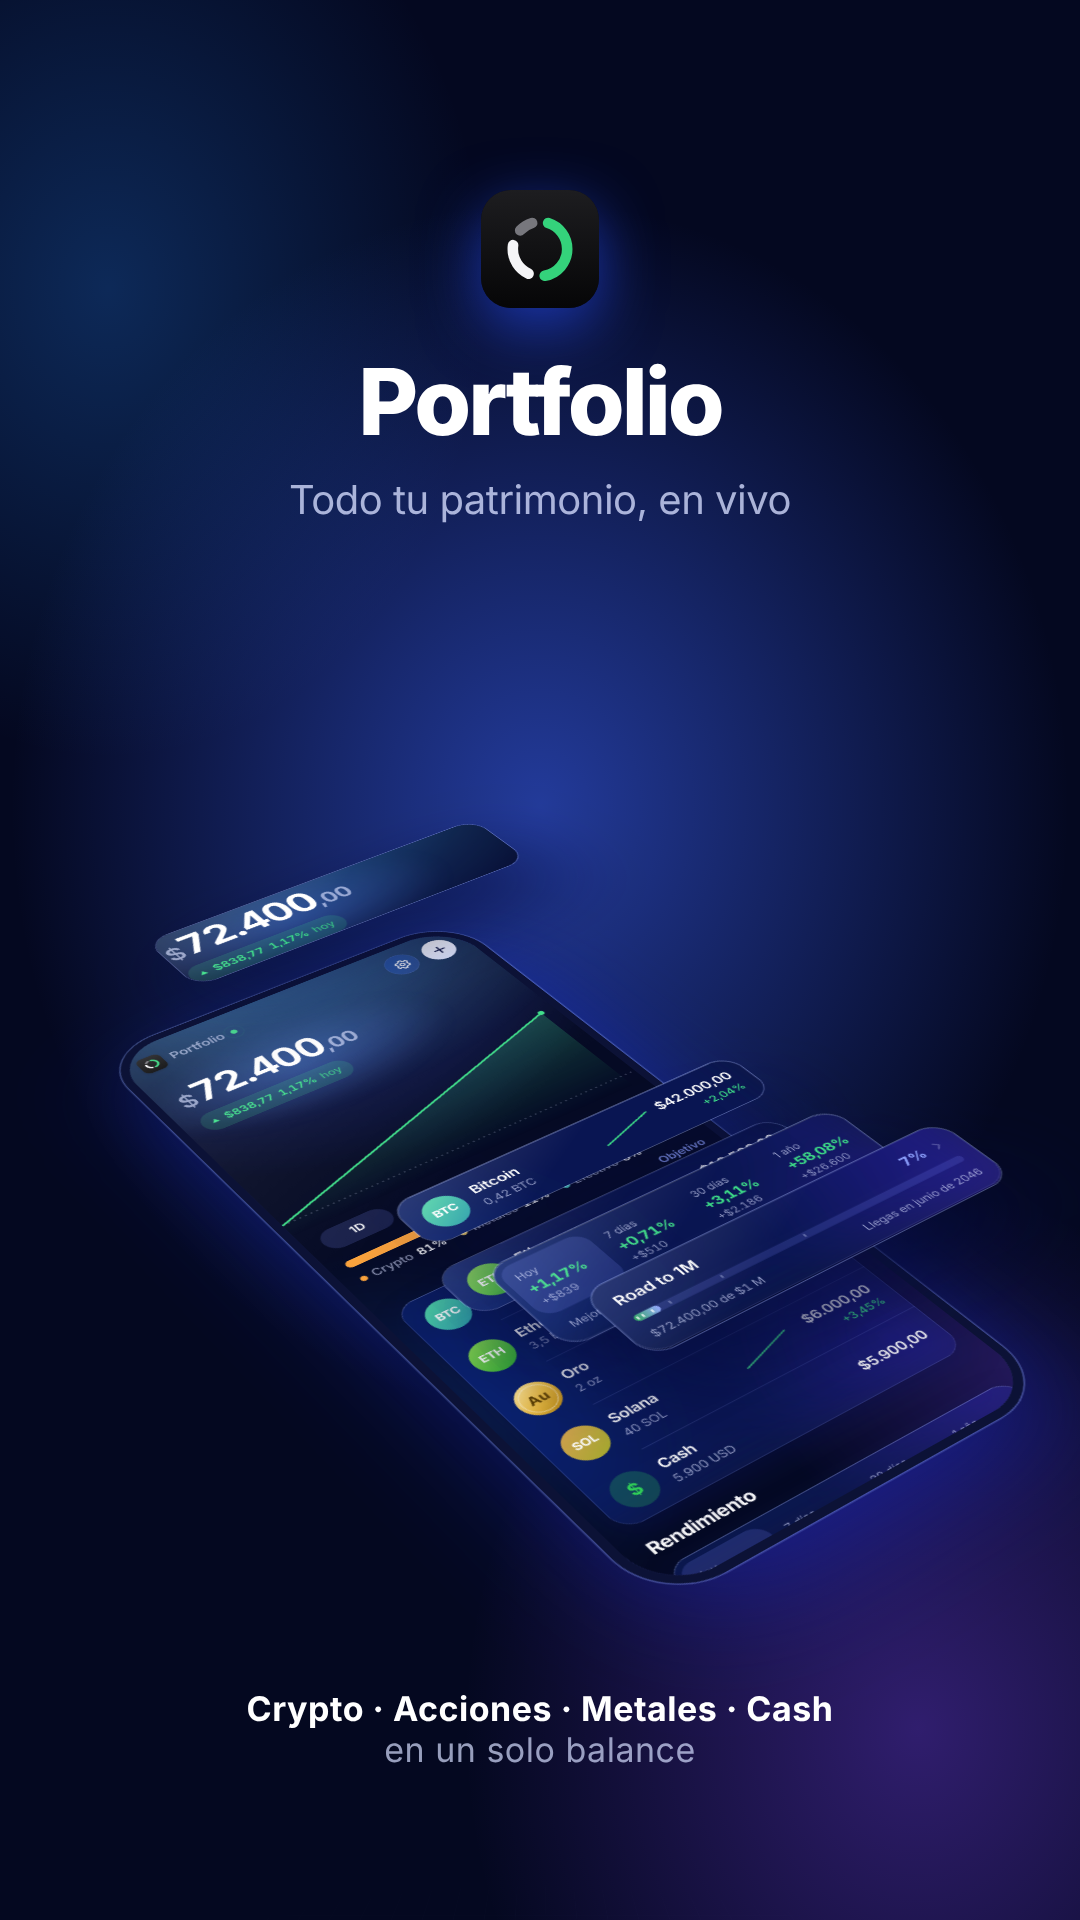 Portfolio
Todo tu patrimonio, en vivo
$72.400,00
▲ $838,77 1,17% hoy
Portfolio
$72.400,00
▲ $838,77 1,17% hoy
1D
Crypto 81%
Objetivo
BTC
Bitcoin
0,42 BTC
$42.000,00
+2,04%
Hoy
+1,17%
+$839
7 días
+0,71%
+$510
30 días
+3,11%
+$2.186
1 año
+58,08%
+$26.600
Road to 1M
7%
$72.400,00 de $1 M
Llegas en junio de 2046
BTC
ETH
Au
Oro
2 oz
$6.000,00
+3,45%
SOL
Solana
40 SOL
$5.900,00
$
Cash
5.900 USD
Rendimiento
Crypto · Acciones · Metales · Cash
en un solo balance